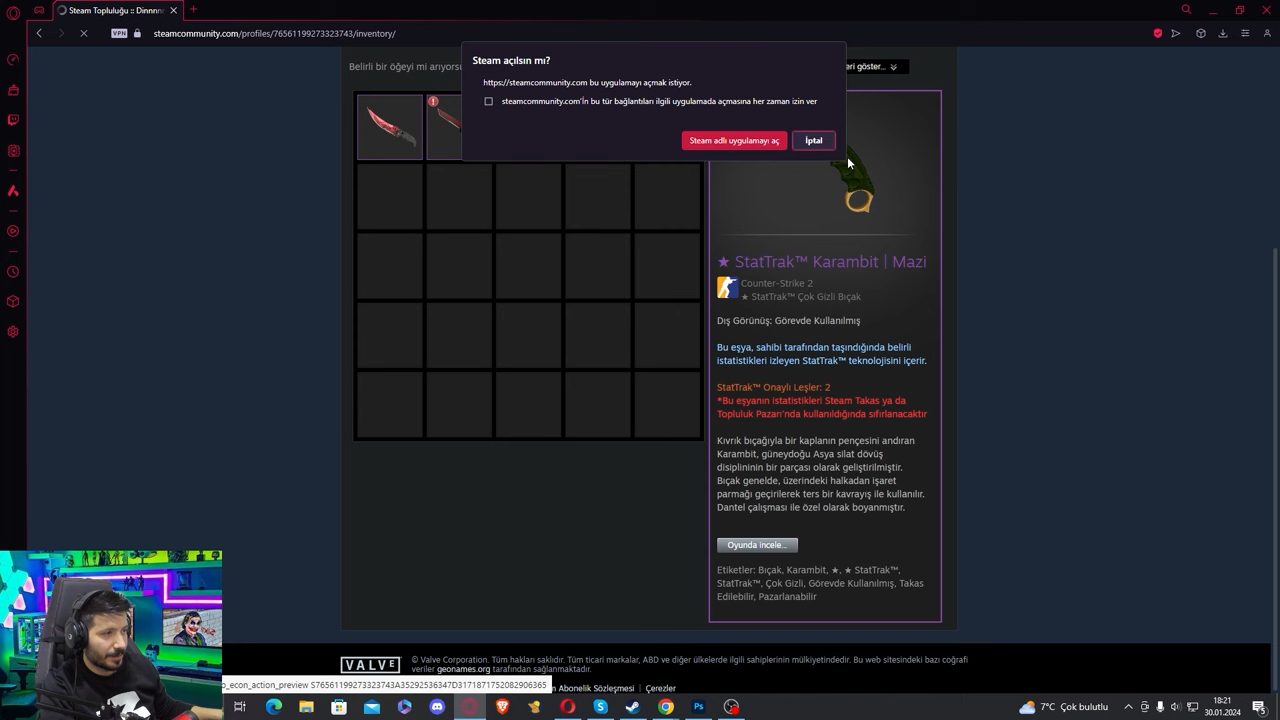 Steam Topluluğu :: Dinnnn
VPN
steamcommunity.com/profiles/76561199273323743/inventory/
Belirli bir öğeyi mi arıyorsu
eri göster...
Steam açılsın mı?
https://steamcommunity.com bu uygulamayı açmak istiyor.
steamcommunity.com'in bu tür bağlantıları ilgili uygulamada açmasına her zaman izin ver
Steam adlı uygulamayı aç
İptal
★ StatTrak™ Karambit | Mazi
Counter-Strike 2
★ StatTrak™ Çok Gizli Bıçak
Dış Görünüş: Görevde Kullanılmış
Bu eşya, sahibi tarafından taşındığında belirli
istatistikleri izleyen StatTrak™ teknolojisini içerir.
StatTrak™ Onaylı Leşler: 2
*Bu eşyanın istatistikleri Steam Takas ya da
Topluluk Pazarı'nda kullanıldığında sıfırlanacaktır
Kıvrık bıçağıyla bir kaplanın pençesini andıran
Karambit, güneydoğu Asya silat dövüş
disiplininin bir parçası olarak geliştirilmiştir.
Bıçak genelde, üzerindeki halkadan işaret
parmağı geçirilerek ters bir kavrayış ile kullanılır.
Dantel çalışması ile özel olarak boyanmıştır.
Oyunda incele...
Etiketler: Bıçak, Karambit, ★, ★ StatTrak™,
StatTrak™, Çok Gizli, Görevde Kullanılmış, Takas
Edilebilir, Pazarlanabilir
VALVE
© Valve Corporation. Tüm hakları saklıdır. Tüm ticari markalar, ABD ve diğer ülkelerde ilgili sahiplerinin mülkiyetindedir. Bu web sitesindeki bazı coğrafi
veriler geonames.org tarafından sağlanmaktadır.
o_econ_action_preview S76561199273323743A35292536347D3171871752082906365
m Abonelik Sözleşmesi | Çerezler
7°C Çok bulutlu
18:21
30.01.2024